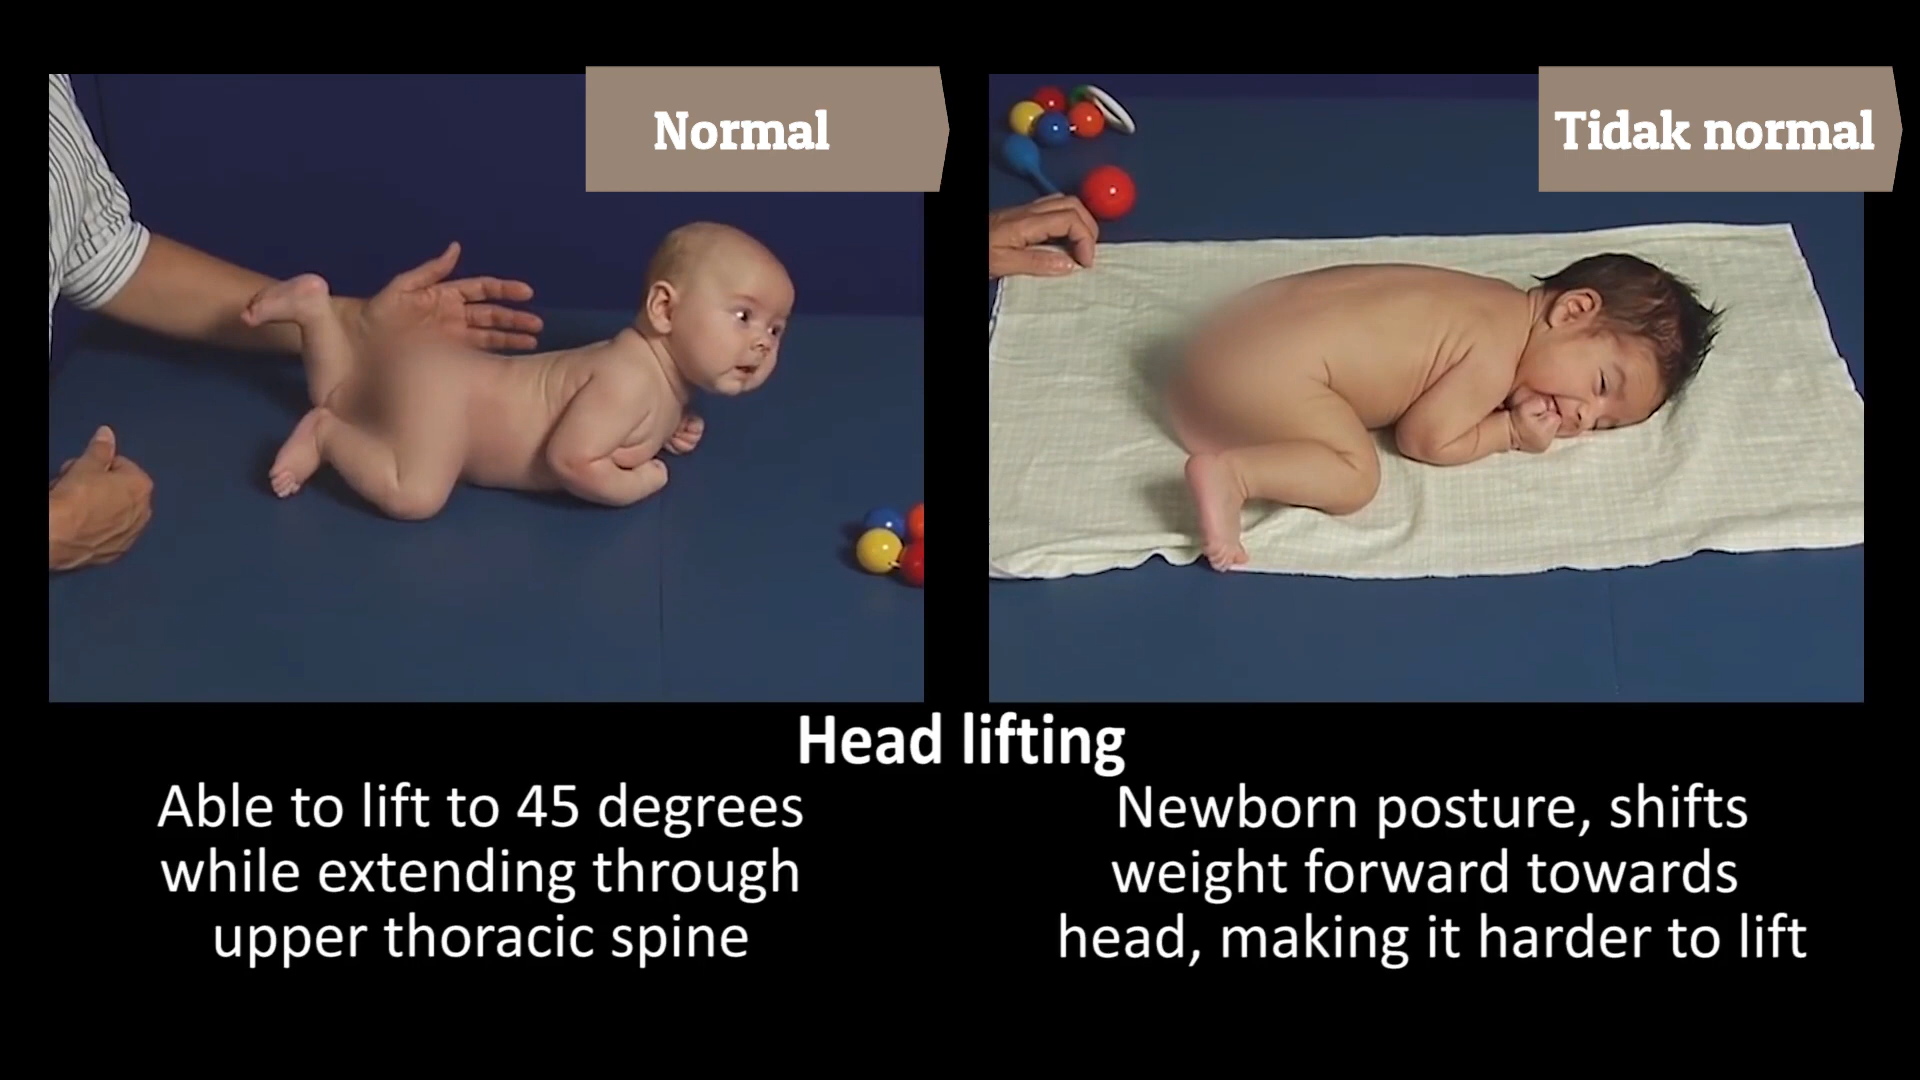 Normal
Tidak normal
Head lifting
Able to lift to 45 degrees
while extending through
upper thoracic spine
Newborn posture, shifts
weight forward towards
head, making it harder to lift